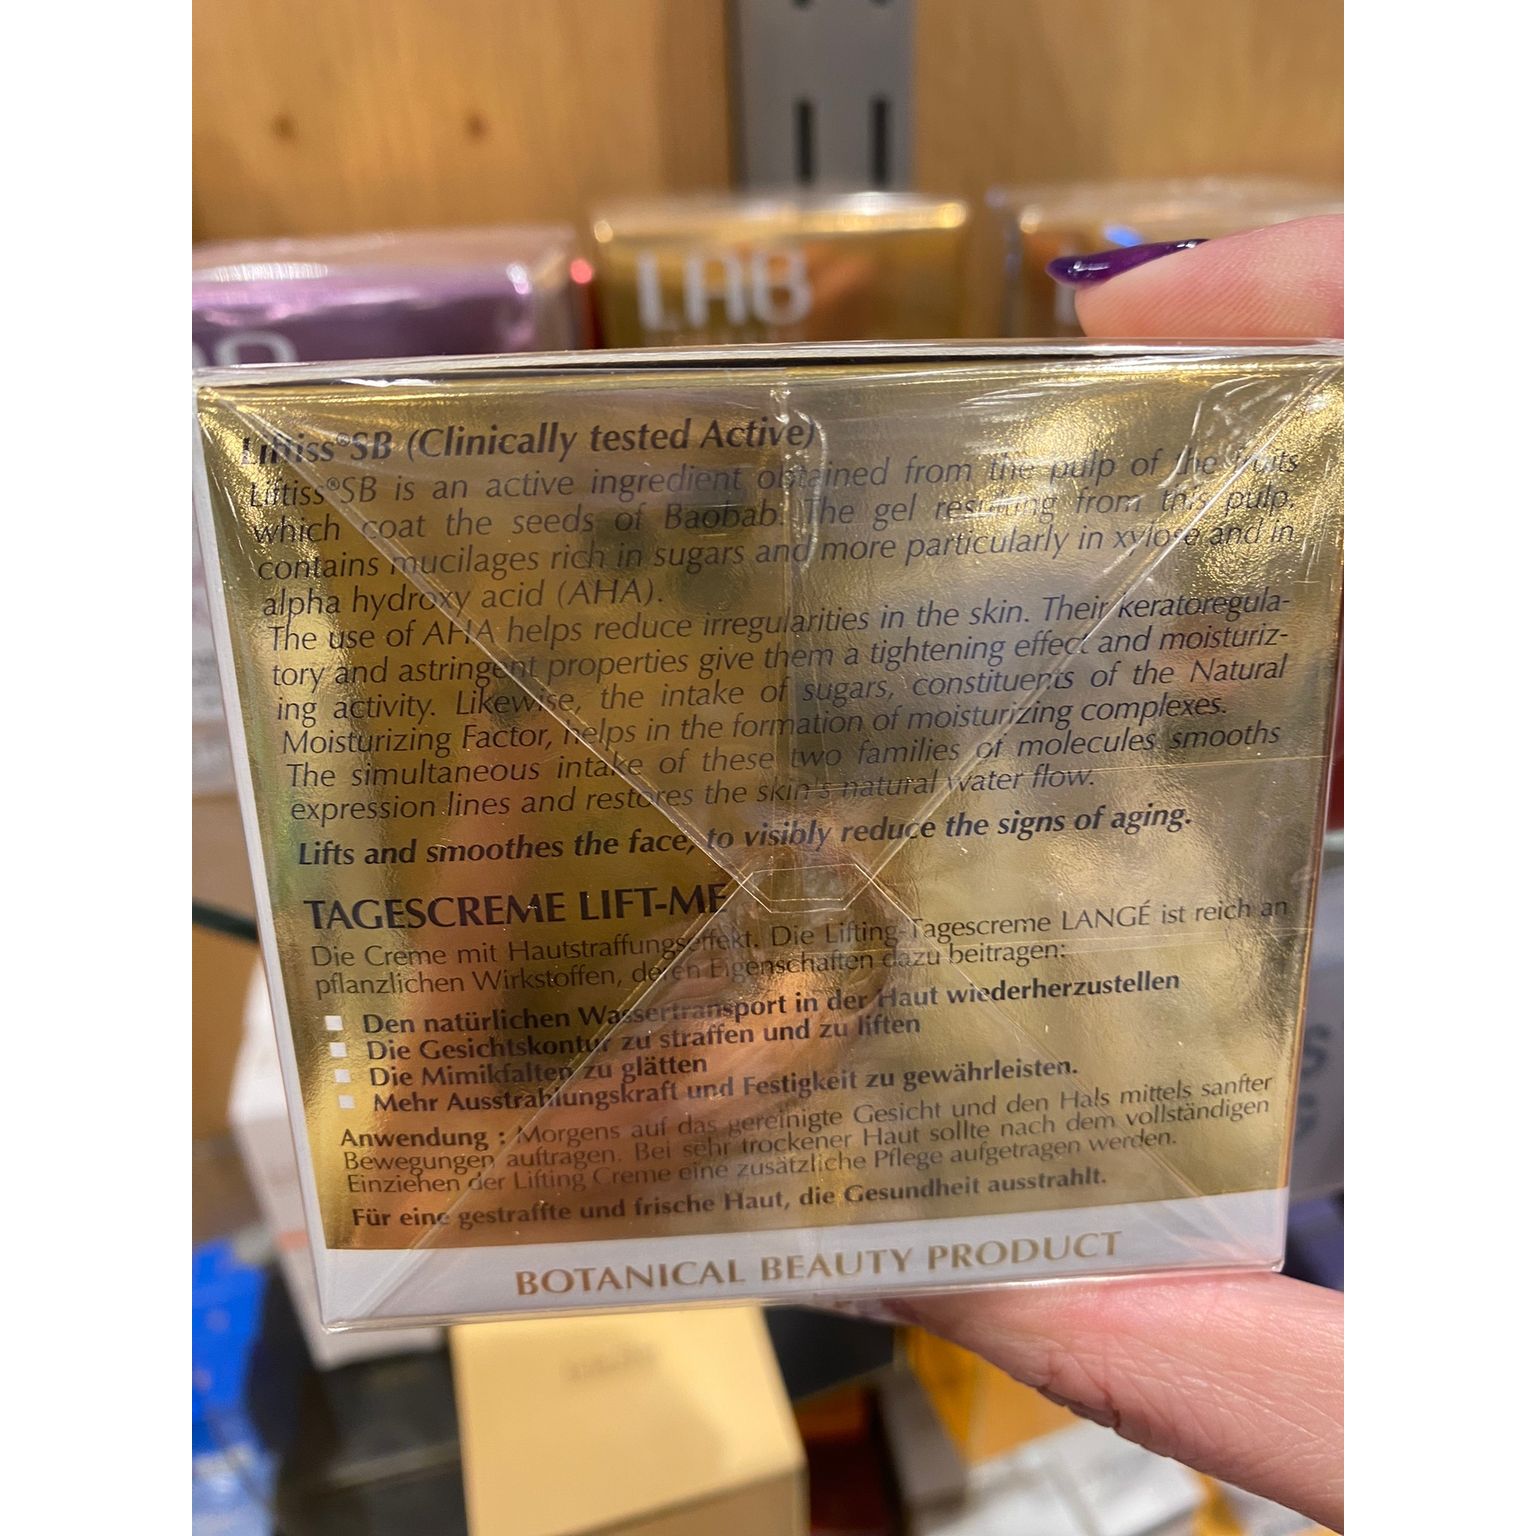 LAB
Liftiss®SB (Clinically tested Active)
Liftiss®SB is an active ingredient obtained from the pulp of the fruits
which coat the seeds of Baobab. The gel resulting from this pulp,
contains mucilages rich in sugars and more particularly in xylose and in
alpha hydroxy acid (AHA).
The use of AHA helps reduce irregularities in the skin. Their keratoregula-
tory and astringent properties give them a tightening effect and moisturiz-
ing activity. Likewise, the intake of sugars, constituents of the Natural
Moisturizing Factor, helps in the formation of moisturizing complexes.
The simultaneous intake of these two families of molecules smooths
expression lines and restores the skin's natural water flow.
Lifts and smoothes the face, to visibly reduce the signs of aging.
TAGESCREME LIFT-ME
Die Creme mit Hautstraffungseffekt. Die Lifting-Tagescreme LANGÉ ist reich an
pflanzlichen Wirkstoffen, deren Eigenschaften dazu beitragen:
Den natürlichen Wassertransport in der Haut wiederherzustellen
Die Gesichtskontur zu straffen und zu liften
Die Mimikfalten zu glätten
Mehr Ausstrahlungskraft und Festigkeit zu gewährleisten.
Anwendung : Morgens auf das gereinigte Gesicht und den Hals mittels sanfter
Bewegungen auftragen. Bei sehr trockener Haut sollte nach dem vollständigen
Einziehen der Lifting Creme eine zusätzliche Pflege aufgetragen werden.
Für eine gestraffte und frische Haut, die Gesundheit ausstrahlt.
BOTANICAL BEAUTY PRODUCT